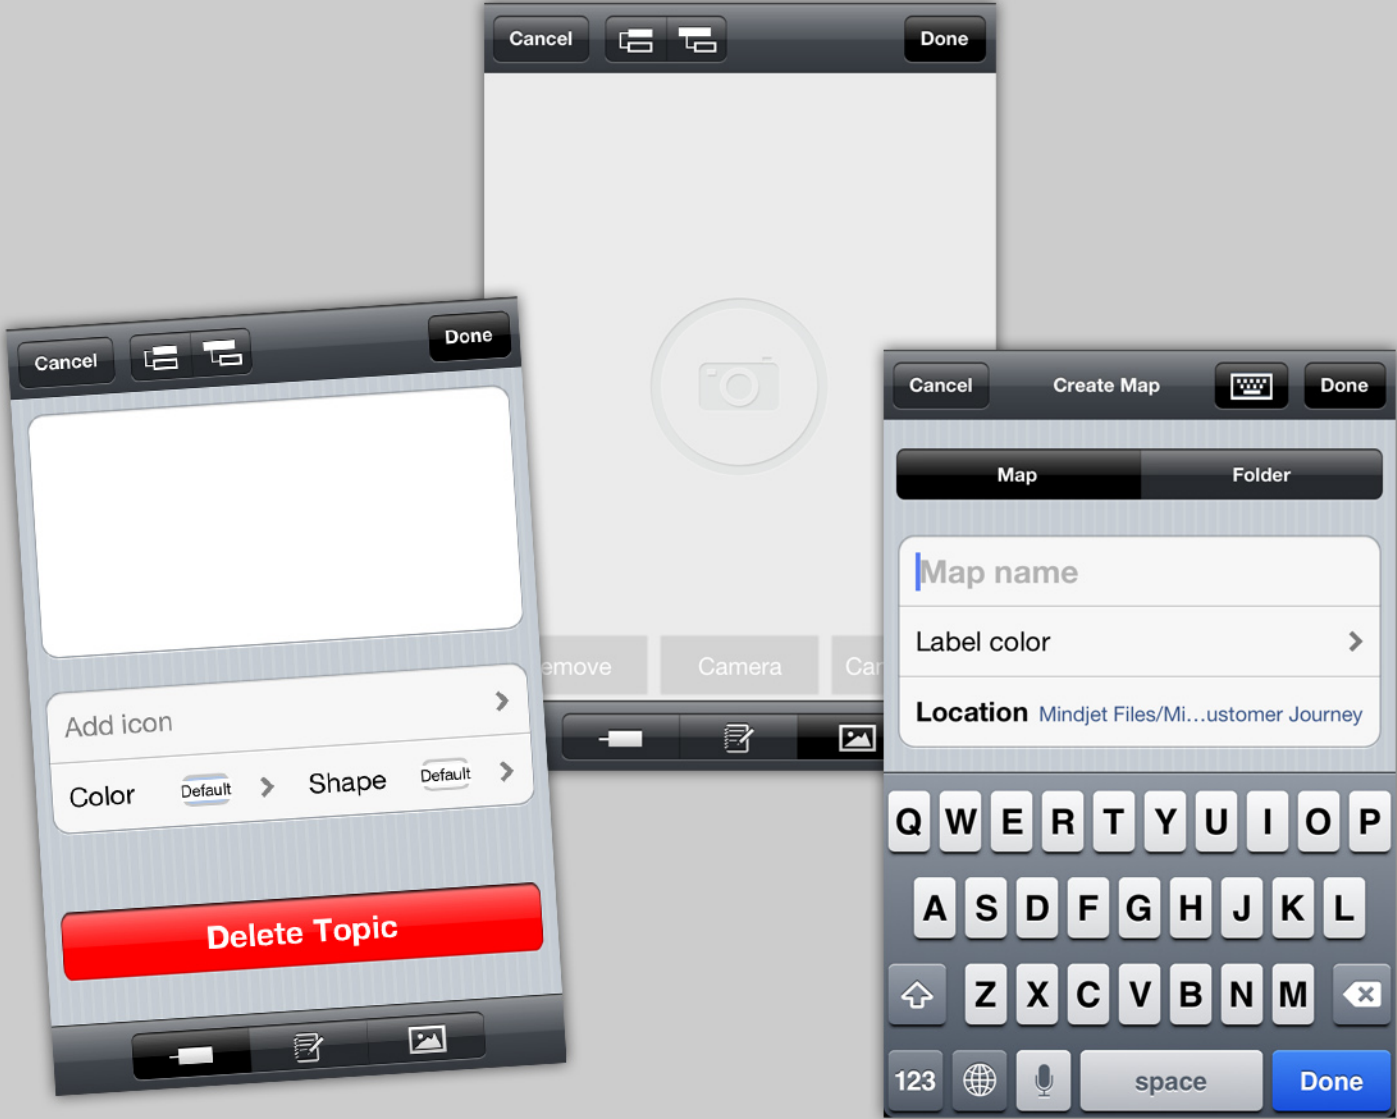 Cancel Done
emove Camera Car
Cancel Done
Add icon
Color Default Shape Default
Delete Topic
Cancel Create Map Done
Map Folder
Map name
Label color
Location Mindjet Files/Mi...ustomer Journey
Q W E R T Y U I O P
A S D F G H J K L
Z X C V B N M
123 space Done